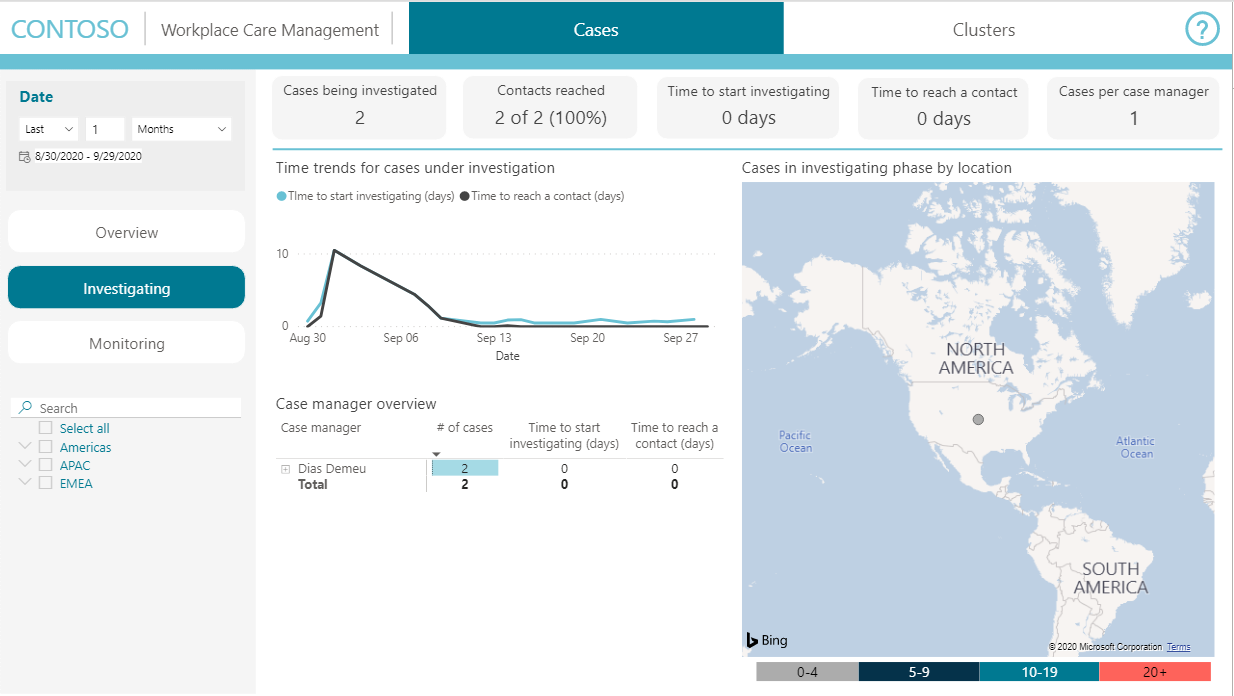 CONTOSO
Workplace Care Management
Cases
Clusters
?
Date
Last
1
Months
8/30/2020 - 9/29/2020
Overview
Investigating
Monitoring
Search
Select all
Americas
APAC
EMEA
Cases being investigated
2
Contacts reached
2 of 2 (100%)
Time to start investigating
0 days
Time to reach a contact
0 days
Cases per case manager
1
Time trends for cases under investigation
TIme to start investigating (days)
Time to reach a contact (days)
10
0
Aug 30
Sep 06
Sep 13
Sep 20
Sep 27
Date
Case manager overview
Case manager
# of cases
Time to start
investigating (days)
Time to reach a
contact (days)
Dias Demeu
2
0
0
Total
2
0
0
Cases in investigating phase by location
NORTH
AMERICA
Pacific
Ocean
Atlantic
Ocean
SOUTH
AMERICA
Bing
© 2020 Microsoft Corporation
Terms
0-4
5-9
10-19
20+